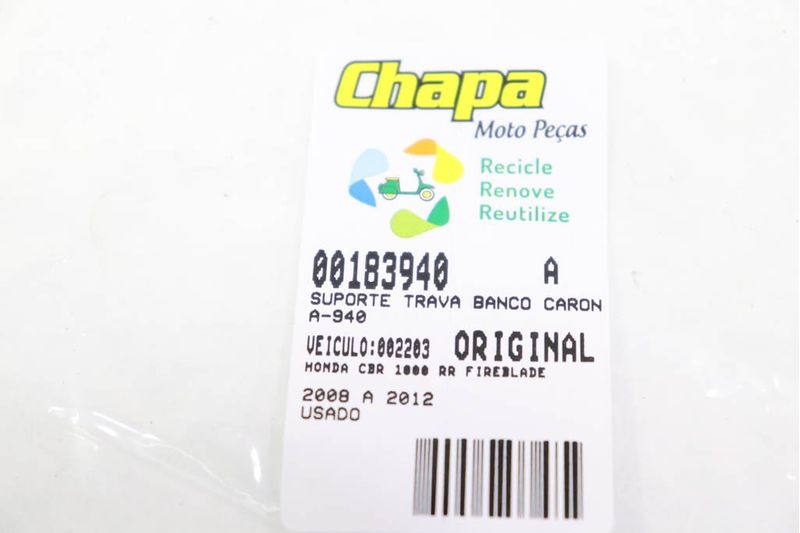 Chapa
Moto Peças
Recicle
Renove
Reutilize
00183940 A
SUPORTE TRAVA BANCO CARON
A-940
VEICULO:002203 ORIGINAL
HONDA CBR 1000 RR FIREBLADE
2008 A 2012
USADO